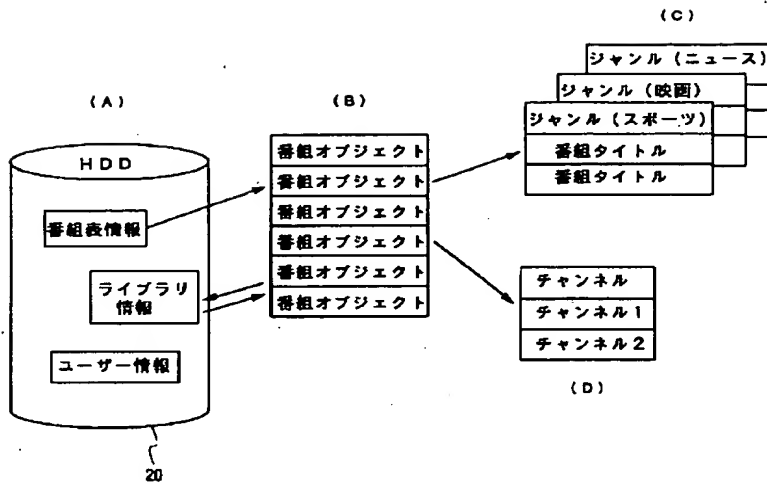 (A)
HDD
番組表情報
ライブラリ
情報
ユーザー情報
20
(B)
番組オブジェクト
番組オブジェクト
番組オブジェクト
番組オブジェクト
番組オブジェクト
番組オブジェクト
(C)
ジャンル(ニュース)
ジャンル(映画)
ジャンル(スポーツ)
番組タイトル
番組タイトル
チャンネル
チャンネル1
チャンネル2
(D)